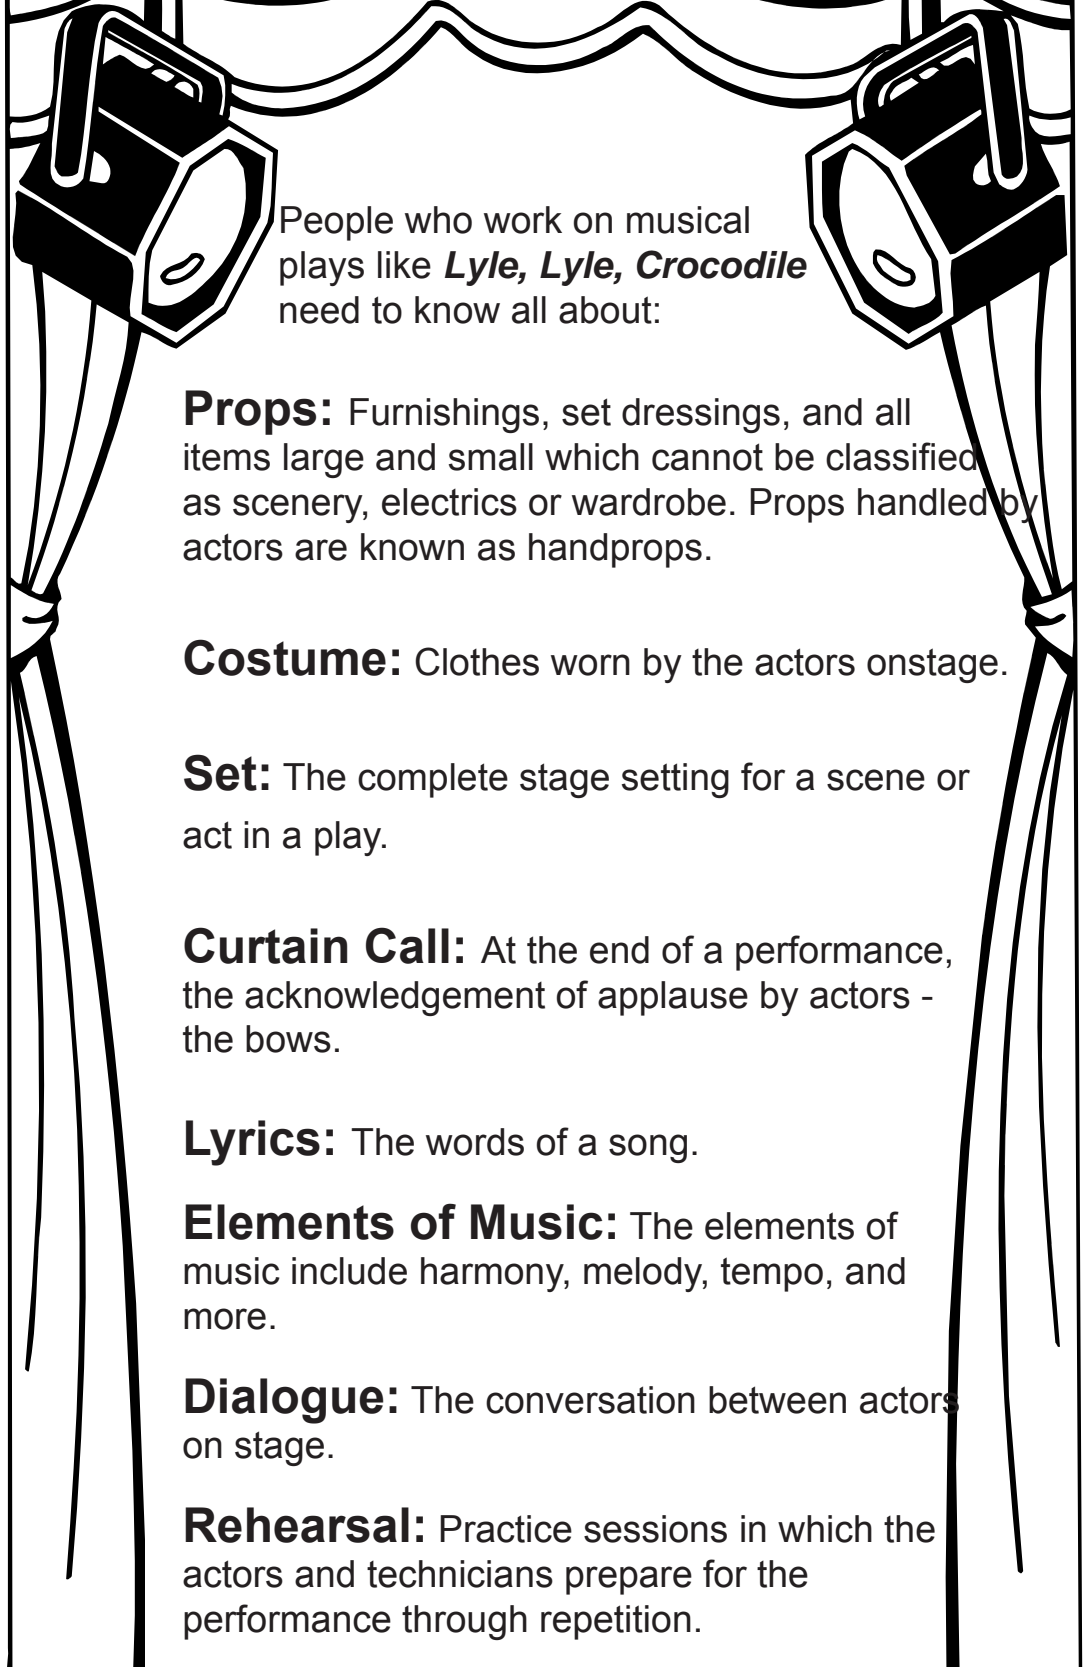 People who work on musical
plays like Lyle, Lyle, Crocodile
need to know all about:
Props: Furnishings, set dressings, and all
items large and small which cannot be classified
as scenery, electrics or wardrobe. Props handled by
actors are known as handprops.
Costume: Clothes worn by the actors onstage.
Set: The complete stage setting for a scene or
act in a play.
Curtain Call: At the end of a performance,
the acknowledgement of applause by actors -
the bows.
Lyrics: The words of a song.
Elements of Music: The elements of
music include harmony, melody, tempo, and
more.
Dialogue: The conversation between actors
on stage.
Rehearsal: Practice sessions in which the
actors and technicians prepare for the
performance through repetition.